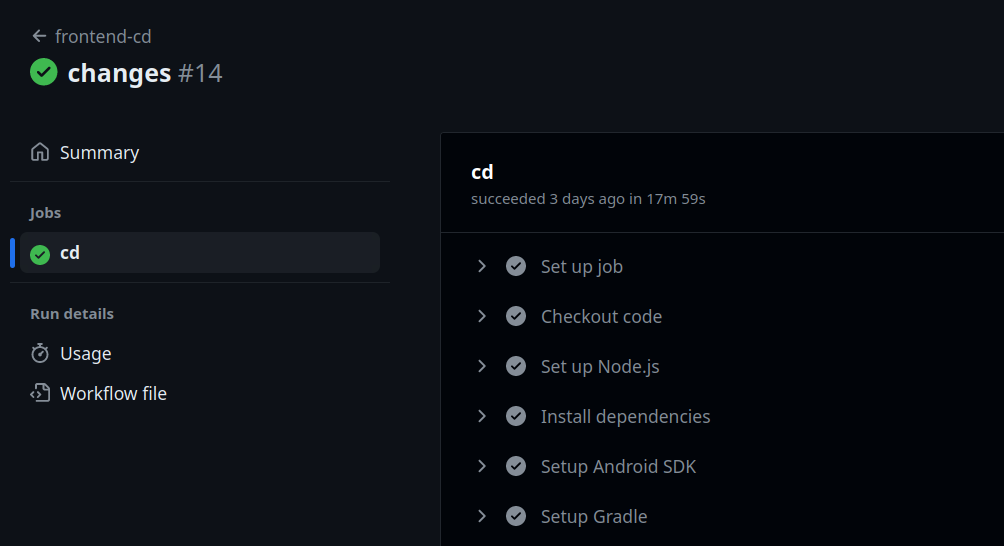 frontend-cd
changes #14
Summary
Jobs
cd
Run details
Usage
Workflow file
cd
succeeded 3 days ago in 17m 59s
Set up job
Checkout code
Set up Node.js
Install dependencies
Setup Android SDK
Setup Gradle